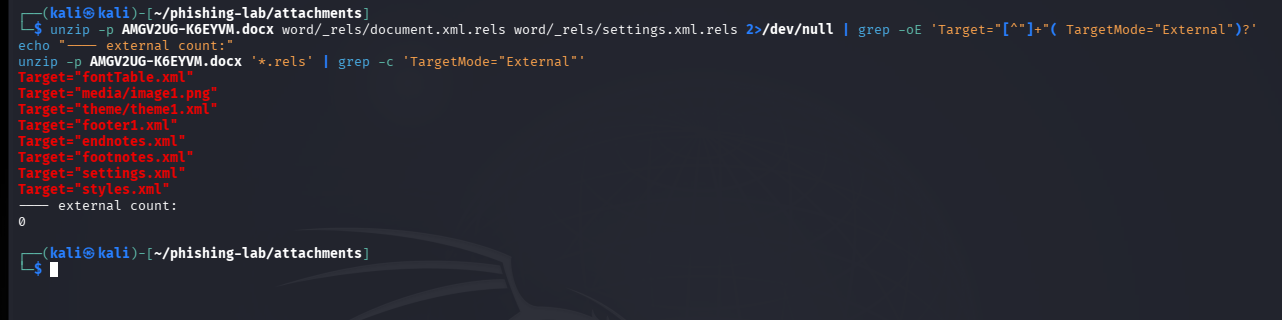 ┌──(kali㉿kali)-[~/phishing-lab/attachments]
└─$ unzip -p AMGV2UG-K6EYVM.docx word/_rels/document.xml.rels word/_rels/settings.xml.rels 2>/dev/null | grep -oE 'Target="[^"]+"( TargetMode="External")?'
echo "──── external count:"
unzip -p AMGV2UG-K6EYVM.docx '*.rels' | grep -c 'TargetMode="External"'
Target="fontTable.xml"
Target="media/image1.png"
Target="theme/theme1.xml"
Target="footer1.xml"
Target="endnotes.xml"
Target="footnotes.xml"
Target="settings.xml"
Target="styles.xml"
──── external count:
0
┌──(kali㉿kali)-[~/phishing-lab/attachments]
└─$